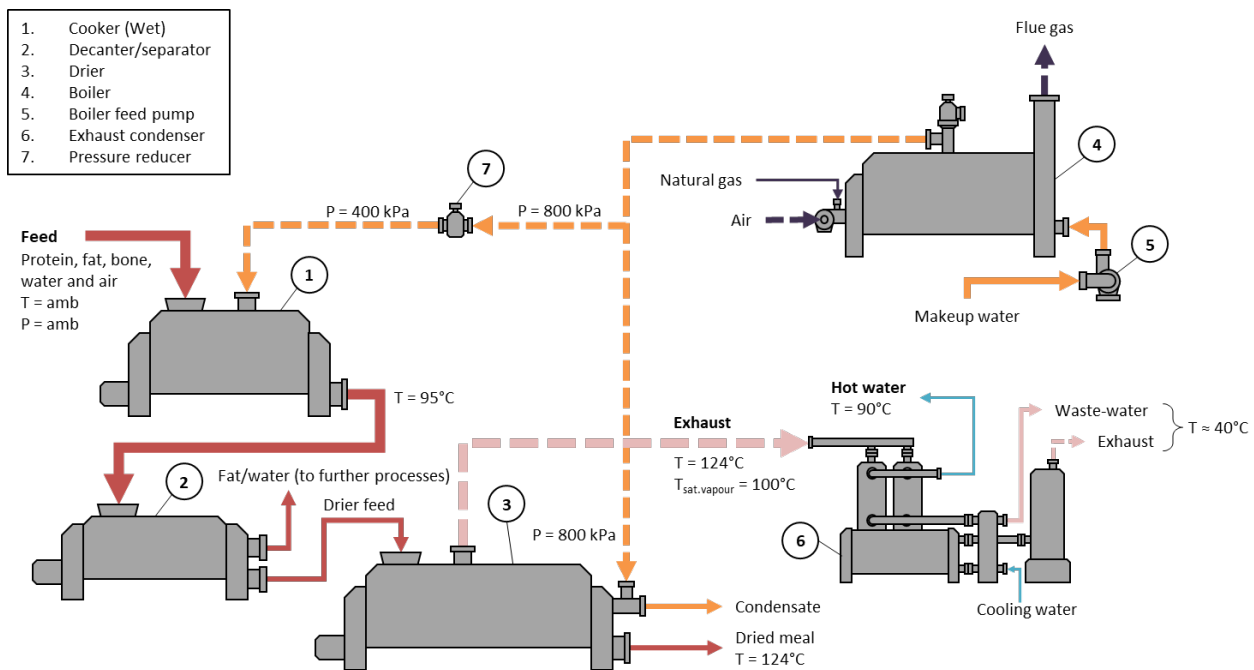 1. Cooker (Wet)
2. Decanter/separator
3. Drier
4. Boiler
5. Boiler feed pump
6. Exhaust condenser
7. Pressure reducer
Flue gas
4
Natural gas
Air
5
Makeup water
7
P = 400 kPa
P = 800 kPa
Feed
Protein, fat, bone,
water and air
T = amb
P = amb
1
T = 95°C
Hot water
T = 90°C
Waste-water
Exhaust
T ≈ 40°C
Exhaust
T = 124°C
Tsat.vapour = 100°C
2
Fat/water (to further processes)
Drier feed
3
P = 800 kPa
6
Cooling water
Condensate
Dried meal
T = 124°C